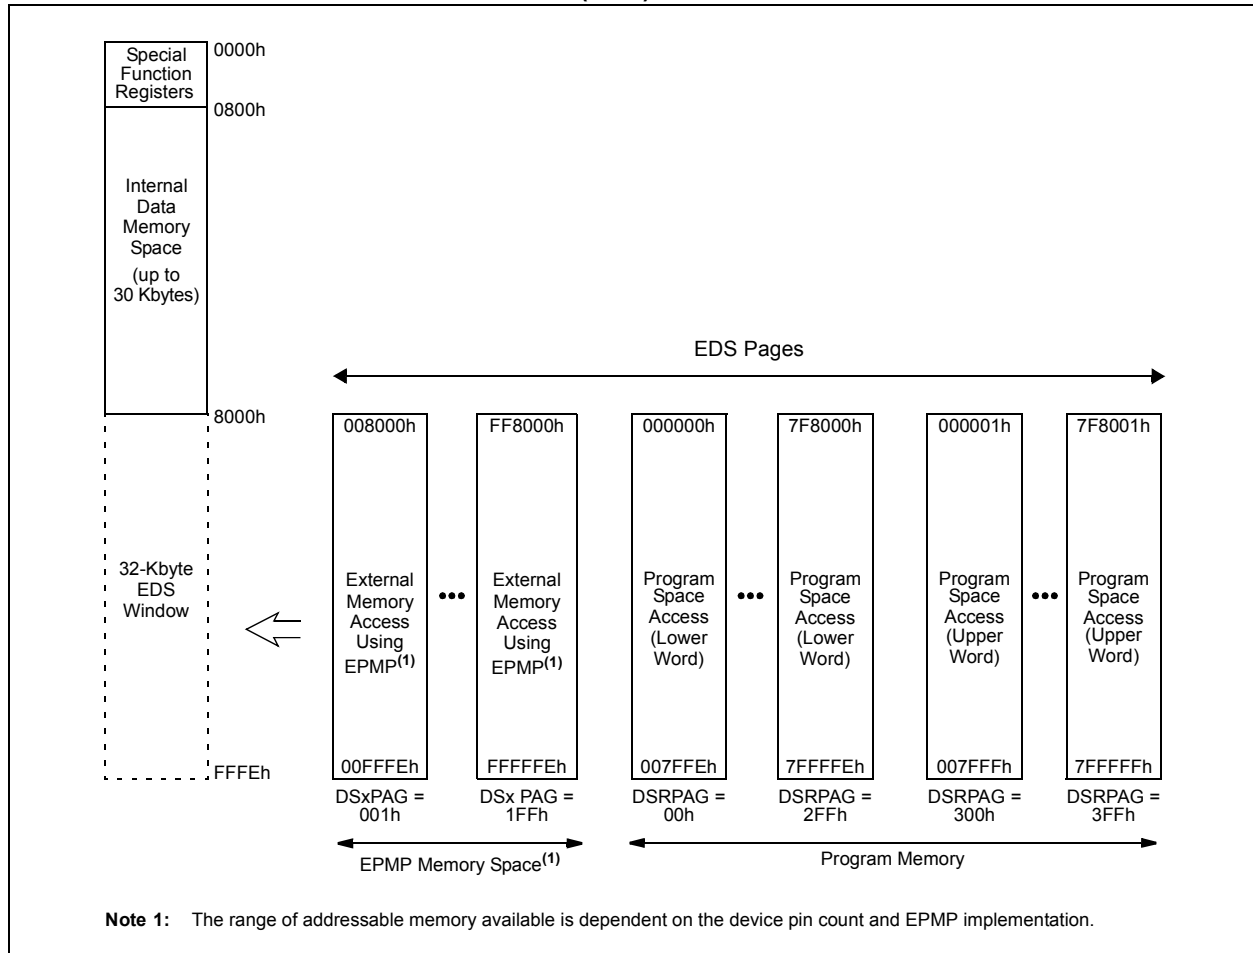 Special
Function
Registers
0000h
0800h
Internal
Data
Memory
Space
(up to
30 Kbytes)
8000h
32-Kbyte
EDS
Window
FFFEh
EDS Pages
008000h
External
Memory
Access
Using
EPMP(1)
00FFFEh
DSxPAG =
001h
•••
FF8000h
External
Memory
Access
Using
EPMP(1)
FFFFFEh
DSx PAG =
1FFh
000000h
Program
Space
Access
(Lower
Word)
007FFEh
DSRPAG =
00h
•••
7F8000h
Program
Space
Access
(Lower
Word)
7FFFFEh
DSRPAG =
2FFh
000001h
Program
Space
Access
(Upper
Word)
007FFFh
DSRPAG =
300h
•••
7F8001h
Program
Space
Access
(Upper
Word)
7FFFFFh
DSRPAG =
3FFh
EPMP Memory Space(1)
Program Memory
Note 1: The range of addressable memory available is dependent on the device pin count and EPMP implementation.